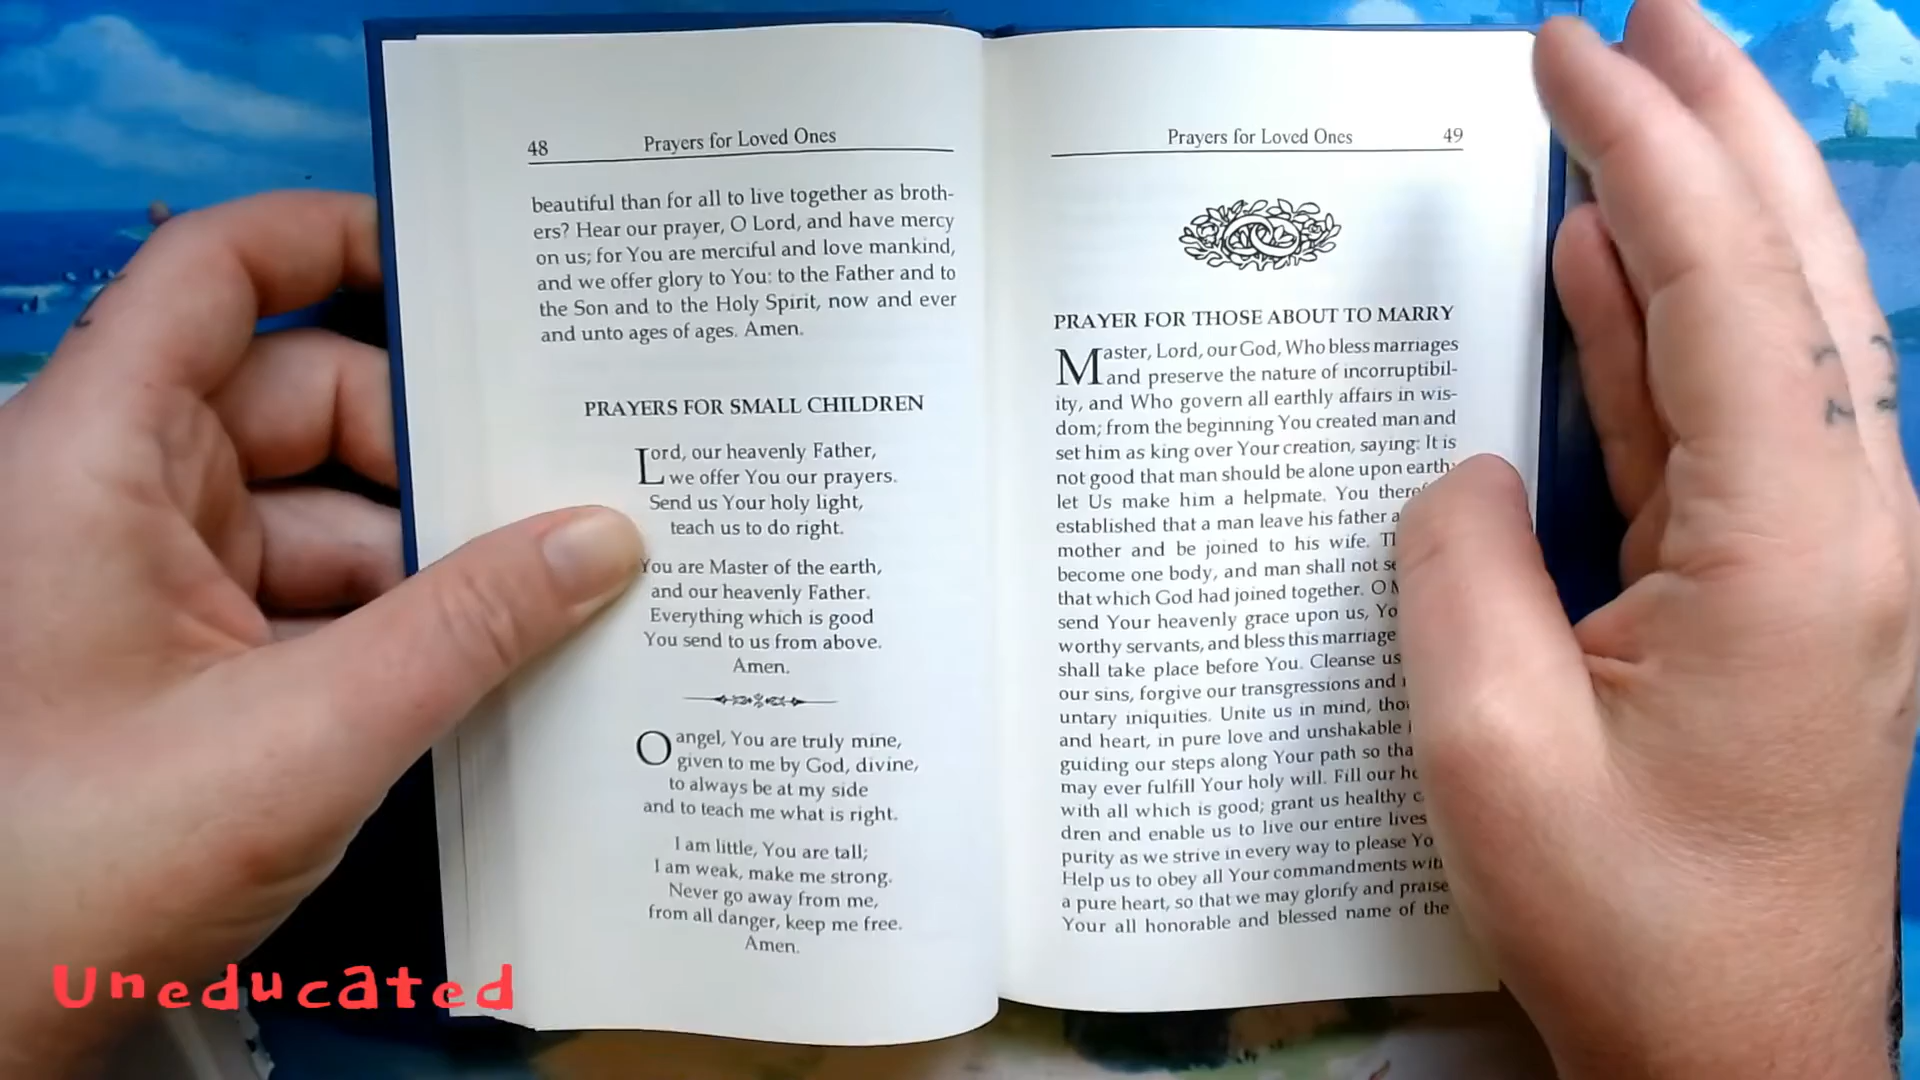 48 Prayers for Loved Ones
beautiful than for all to live together as broth-
ers? Hear our prayer, O Lord, and have mercy
on us; for You are merciful and love mankind,
and we offer glory to You: to the Father and to
the Son and to the Holy Spirit, now and ever
and unto ages of ages. Amen.
PRAYERS FOR SMALL CHILDREN
Lord, our heavenly Father,
we offer You our prayers.
Send us Your holy light,
teach us to do right.
You are Master of the earth,
and our heavenly Father.
Everything which is good
You send to us from above.
Amen.
O angel, You are truly mine,
given to me by God, divine,
to always be at my side
and to teach me what is right.
I am little, You are tall;
I am weak, make me strong.
Never go away from me,
from all danger, keep me free.
Amen.
Prayers for Loved Ones 49
PRAYER FOR THOSE ABOUT TO MARRY
Master, Lord, our God, Who bless marriages
and preserve the nature of incorruptibil-
ity, and Who govern all earthly affairs in wis-
dom; from the beginning You created man and
set him as king over Your creation, saying: It is
not good that man should be alone upon earth;
let Us make him a helpmate. You
established that a man leave his father
mother and be joined to his wife.
become one body, and man shall not
that which God had joined together. O
send Your heavenly grace upon us,
worthy servants, and bless this marriage
shall take place before You. Cleanse us
our sins, forgive our transgressions and
untary iniquities. Unite us in mind,
and heart, in pure love and unshakable
guiding our steps along Your path so
may ever fulfill Your holy will. Fill our
with all which is good; grant us healthy
dren and enable us to live our entire lives
purity as we strive in every way to please
Help us to obey all Your commandments with
a pure heart, so that we may glorify and praise
Your all honorable and blessed name of the
Uneducated